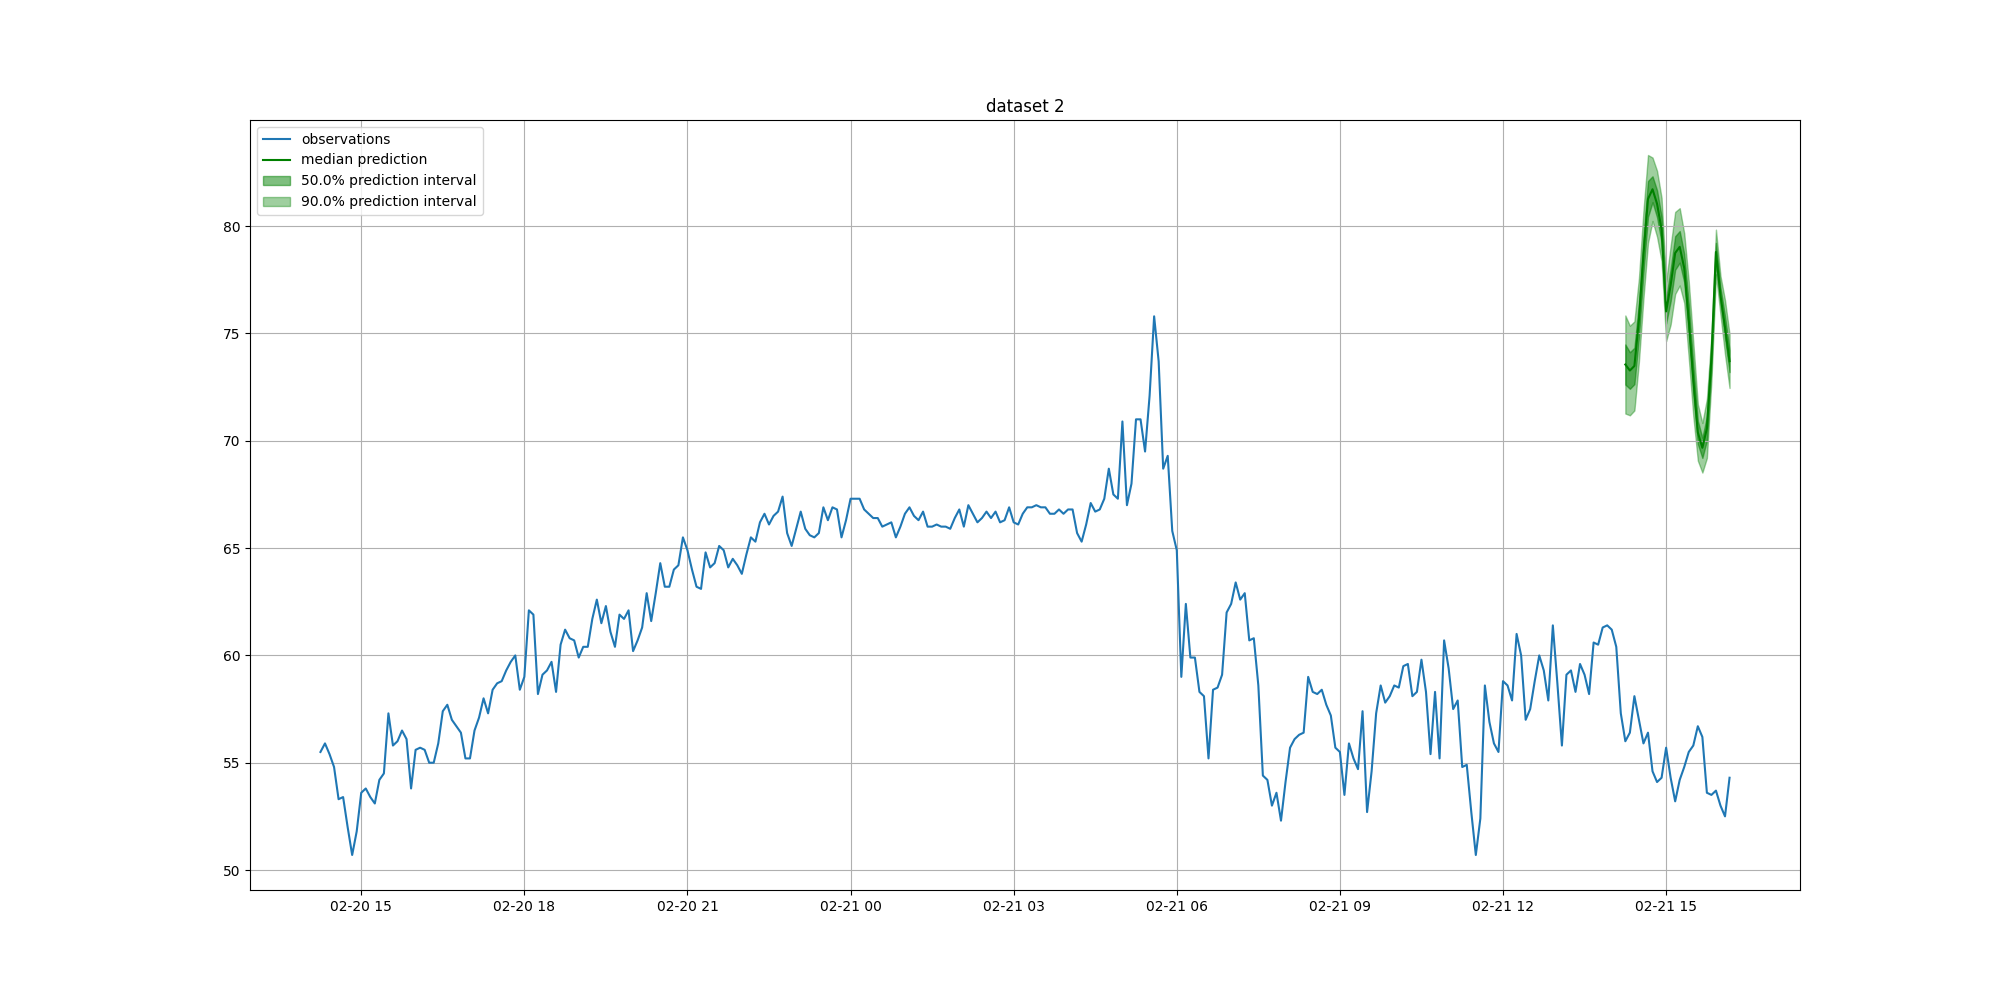 dataset 2
observations
median prediction
50.0% prediction interval
90.0% prediction interval
80
75
70
65
60
55
50
02-20 15 02-20 18 02-20 21 02-21 00 02-21 03 02-21 06 02-21 09 02-21 12 02-21 15